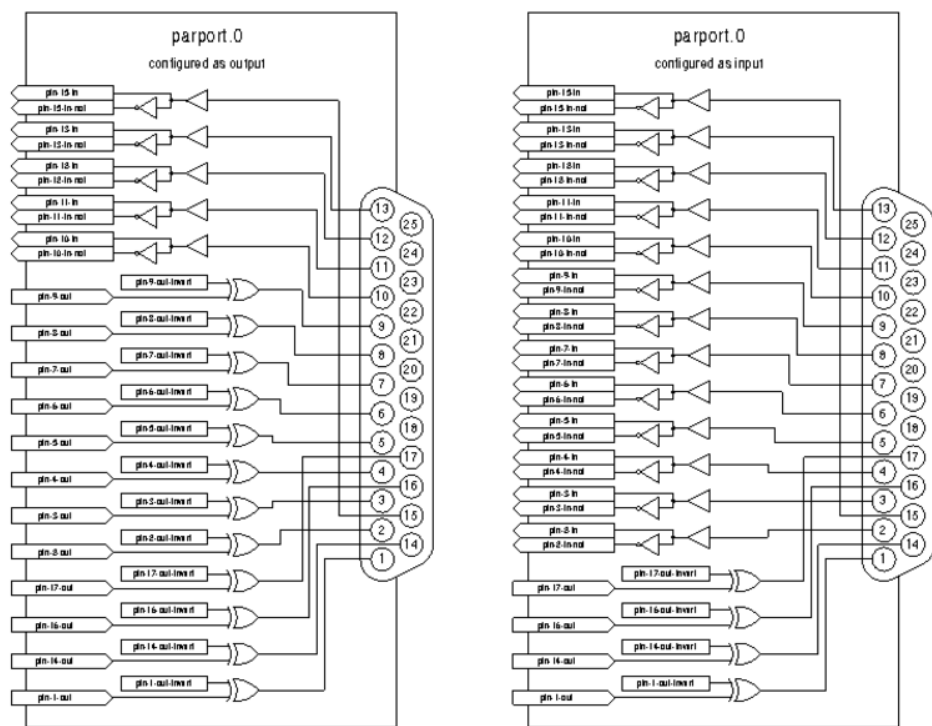 parport.0
configured as output
pin-15-in
pin-15-in-not
pin-13-in
pin-13-in-not
pin-12-in
pin-12-in-not
pin-11-in
pin-11-in-not
pin-10-in
pin-10-in-not
pin-9-out-invert
pin-9-out
pin-8-out-invert
pin-8-out
pin-7-out-invert
pin-7-out
pin-6-out-invert
pin-6-out
pin-5-out-invert
pin-5-out
pin-4-out-invert
pin-4-out
pin-3-out-invert
pin-3-out
pin-2-out-invert
pin-2-out
pin-17-out-invert
pin-17-out
pin-16-out-invert
pin-16-out
pin-14-out-invert
pin-14-out
pin-1-out-invert
pin-1-out
13
25
12
24
11
23
10
22
9
21
8
20
7
19
6
18
5
17
4
16
3
15
2
14
1
parport.0
configured as input
pin-15-in
pin-15-in-not
pin-13-in
pin-13-in-not
pin-12-in
pin-12-in-not
pin-11-in
pin-11-in-not
pin-10-in
pin-10-in-not
pin-9-in
pin-9-in-not
pin-8-in
pin-8-in-not
pin-7-in
pin-7-in-not
pin-6-in
pin-6-in-not
pin-5-in
pin-5-in-not
pin-4-in
pin-4-in-not
pin-3-in
pin-3-in-not
pin-2-in
pin-2-in-not
pin-17-out-invert
pin-17-out
pin-16-out-invert
pin-16-out
pin-14-out-invert
pin-14-out
pin-1-out-invert
pin-1-out
13
25
12
24
11
23
10
22
9
21
8
20
7
19
6
18
5
17
4
16
3
15
2
14
1